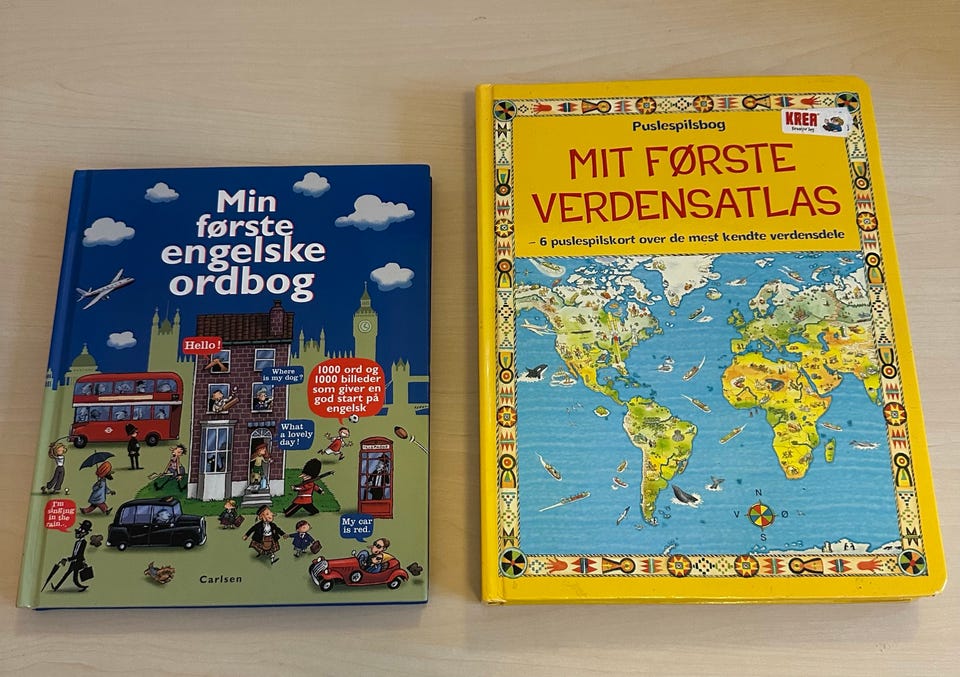 Min
første
engelske
ordbog
Hello!
Where
is my dog?
1000 ord og
1000 billeder
som giver en
god start på
engelsk
What
a lovely
day!
TELEPHONE
I'm
singing
in the
rain...
My car
is red.
Carlsen
Puslespilsbog
KREA
MIT FØRSTE
VERDENSATLAS
– 6 puslespilskort over de mest kendte verdensdele
N
V
Ø
S